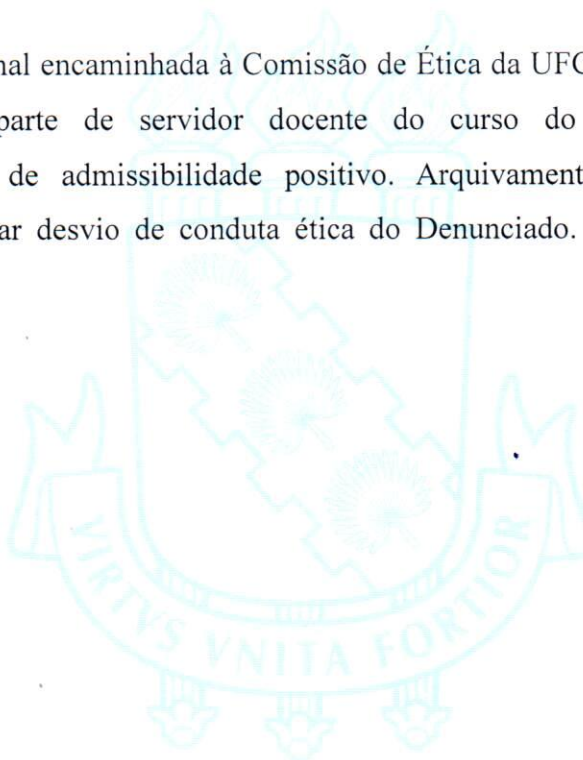 nal encaminhada à Comissão de Ética da UFC
parte de servidor docente do curso do
de admissibilidade positivo. Arquivament
ar desvio de conduta ética do Denunciado.
VIRTVS VNITA FORTIOR